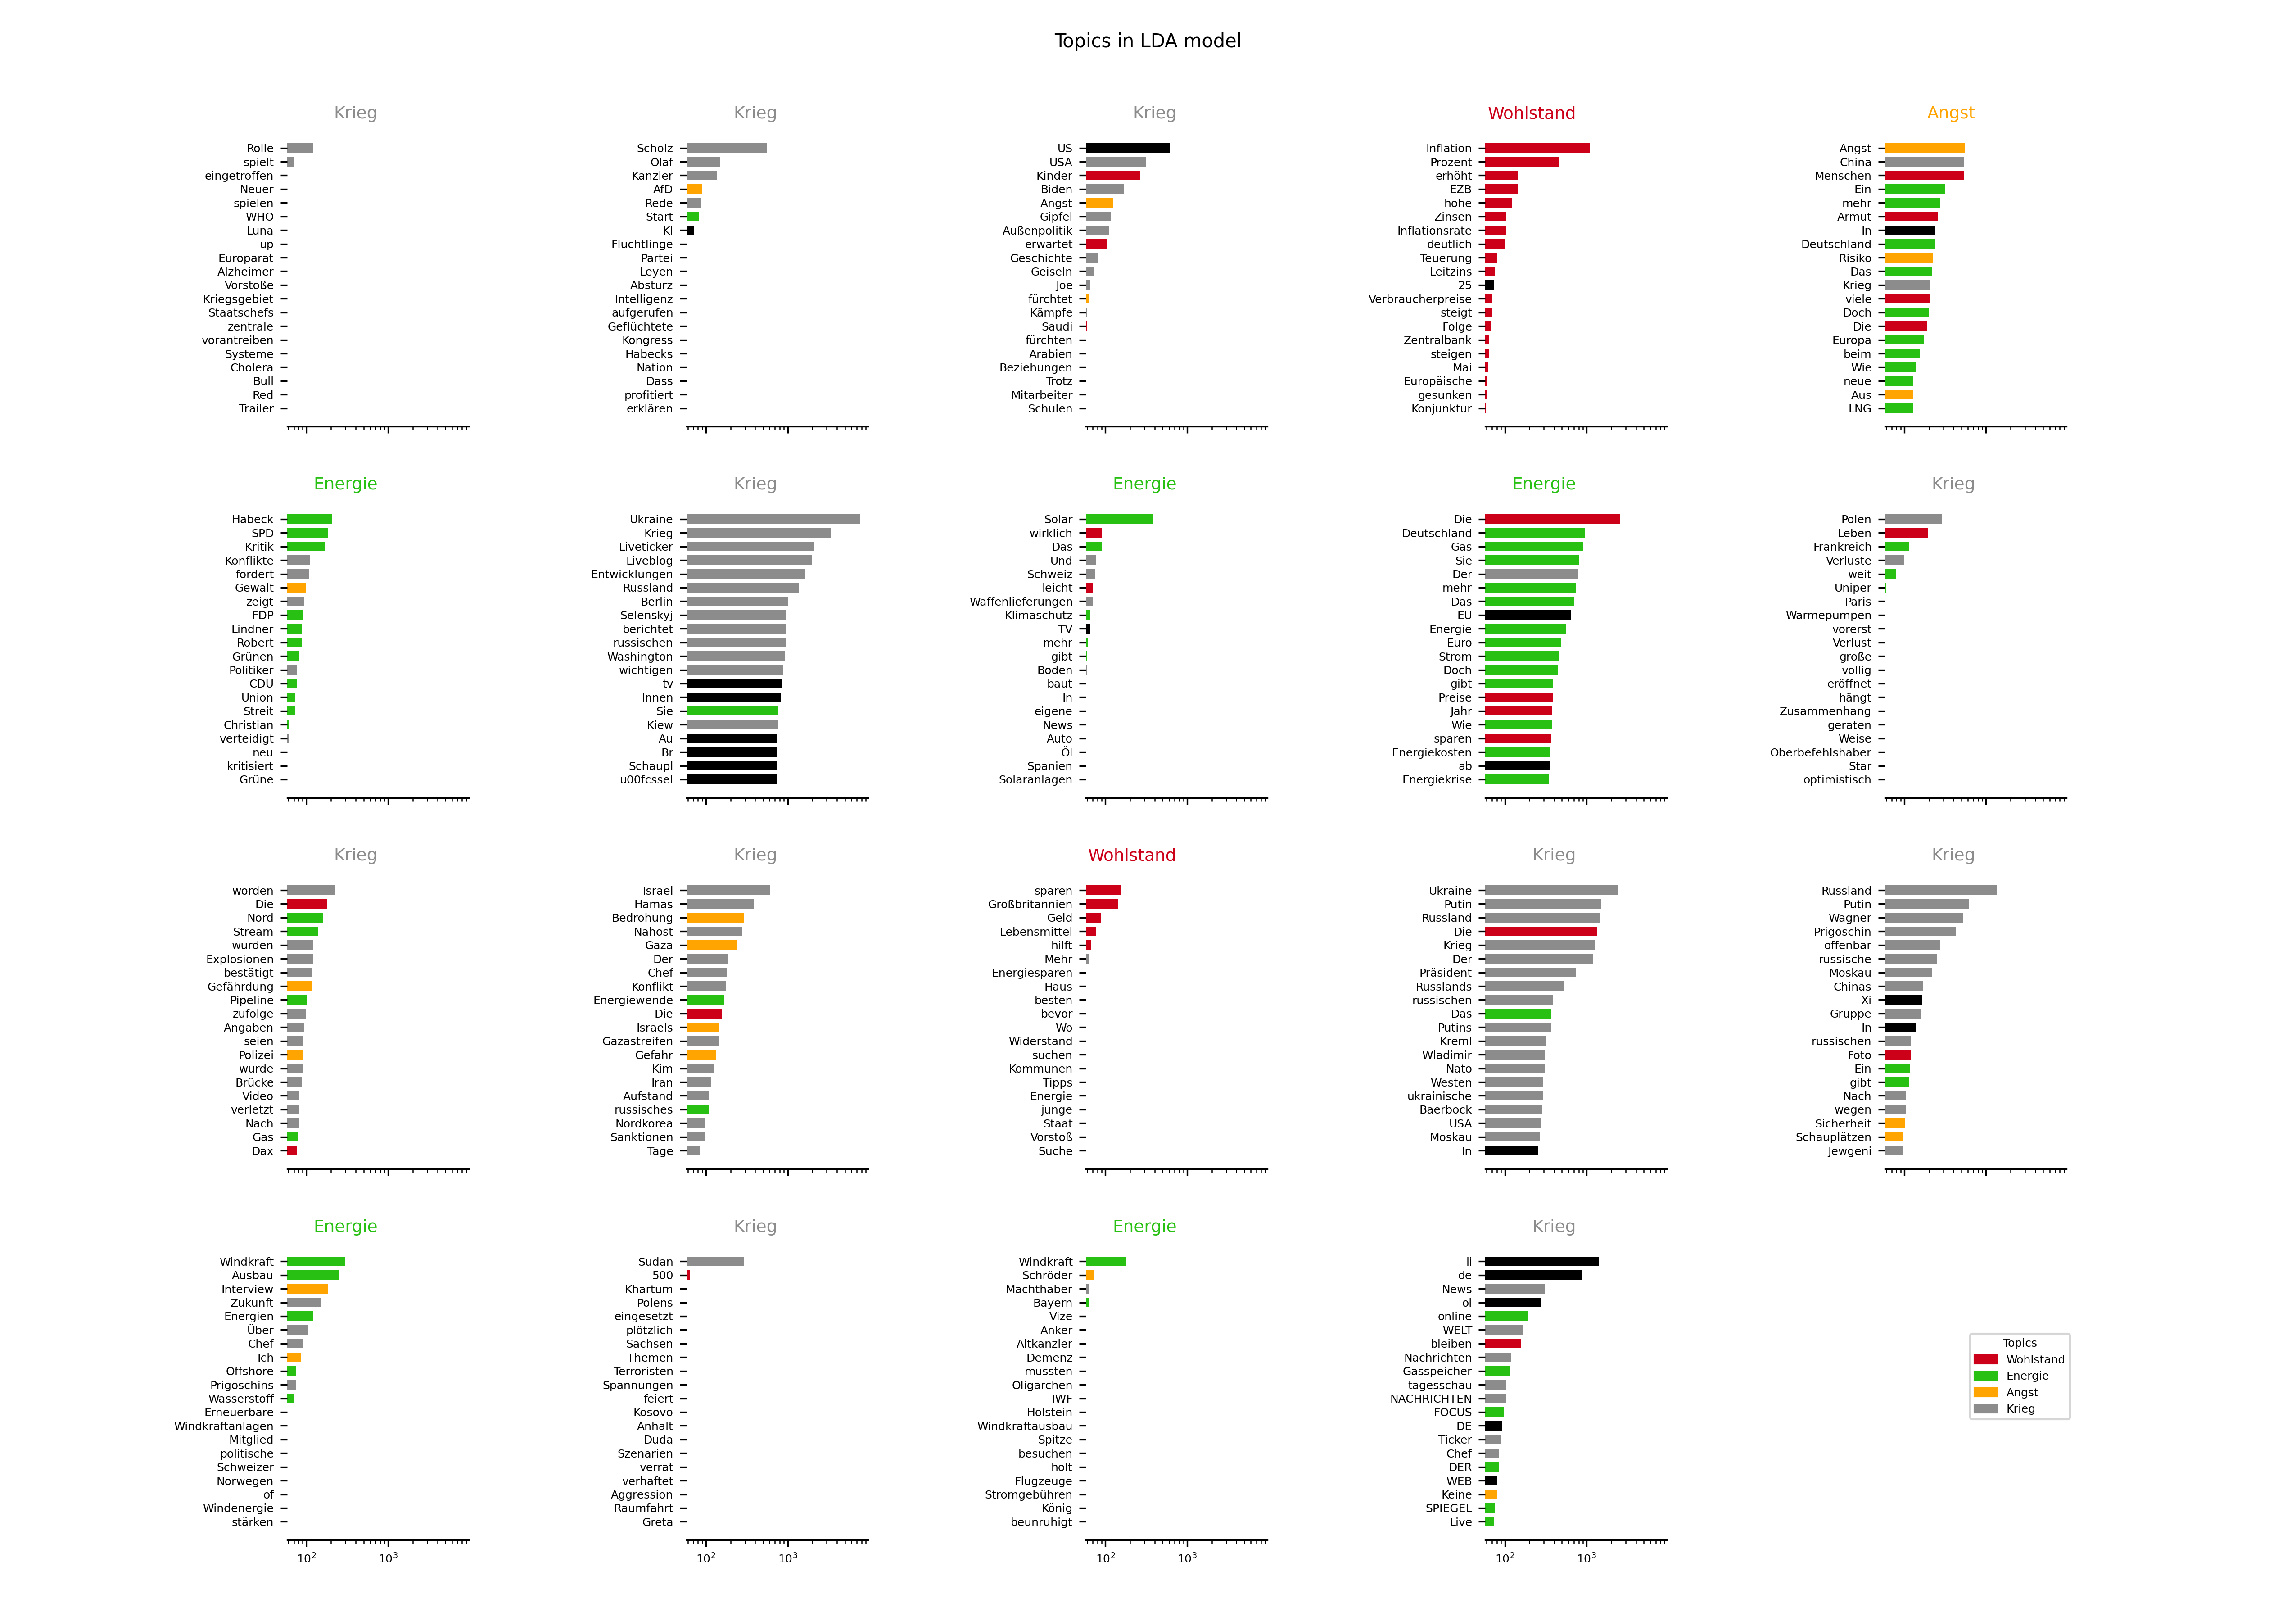 Topics in LDA model
Krieg
Rolle
spielt
eingetroffen
Neuer
spielen
WHO
Luna
up
Europarat
Alzheimer
Vorstöße
Kriegsgebiet
Staatschefs
zentrale
vorantreiben
Systeme
Cholera
Bull
Red
Trailer
Krieg
Scholz
Olaf
Kanzler
AfD
Rede
Start
KI
Flüchtlinge
Partei
Leyen
Absturz
Intelligenz
aufgerufen
Geflüchtete
Kongress
Habecks
Nation
Dass
profitiert
erklären
Krieg
US
USA
Kinder
Biden
Angst
Gipfel
Außenpolitik
erwartet
Geschichte
Geiseln
Joe
fürchtet
Kämpfe
Saudi
fürchten
Arabien
Beziehungen
Trotz
Mitarbeiter
Schulen
Wohlstand
Inflation
Prozent
erhöht
EZB
hohe
Zinsen
Inflationsrate
deutlich
Teuerung
Leitzins
25
Verbraucherpreise
steigt
Folge
Zentralbank
steigen
Mai
Europäische
gesunken
Konjunktur
Angst
Angst
China
Menschen
Ein
mehr
Armut
In
Deutschland
Risiko
Das
Krieg
viele
Doch
Die
Europa
beim
Wie
neue
Aus
LNG
Energie
Habeck
SPD
Kritik
Konflikte
fordert
Gewalt
zeigt
FDP
Lindner
Robert
Grünen
Politiker
CDU
Union
Streit
Christian
verteidigt
neu
kritisiert
Grüne
Krieg
Ukraine
Krieg
Liveticker
Liveblog
Entwicklungen
Russland
Berlin
Selenskyj
berichtet
russischen
Washington
wichtigen
tv
Innen
Sie
Kiew
Au
Br
Schaupl
u00fcssel
Energie
Solar
wirklich
Das
Und
Schweiz
leicht
Waffenlieferungen
Klimaschutz
TV
mehr
gibt
Boden
baut
In
eigene
News
Auto
Öl
Spanien
Solaranlagen
Energie
Die
Deutschland
Gas
Sie
Der
mehr
Das
EU
Energie
Euro
Strom
Doch
gibt
Preise
Jahr
Wie
sparen
Energiekosten
ab
Energiekrise
Krieg
Polen
Leben
Frankreich
Verluste
weit
Uniper
Paris
Wärmepumpen
vorerst
Verlust
große
völlig
eröffnet
hängt
Zusammenhang
geraten
Weise
Oberbefehlshaber
Star
optimistisch
Krieg
worden
Die
Nord
Stream
wurden
Explosionen
bestätigt
Gefährdung
Pipeline
zufolge
Angaben
seien
Polizei
wurde
Brücke
Video
verletzt
Nach
Gas
Dax
Krieg
Israel
Hamas
Bedrohung
Nahost
Gaza
Der
Chef
Konflikt
Energiewende
Die
Israels
Gazastreifen
Gefahr
Kim
Iran
Aufstand
russisches
Nordkorea
Sanktionen
Tage
Wohlstand
sparen
Großbritannien
Geld
Lebensmittel
hilft
Mehr
Energiesparen
Haus
besten
bevor
Wo
Widerstand
suchen
Kommunen
Tipps
Energie
junge
Staat
Vorstoß
Suche
Krieg
Ukraine
Putin
Russland
Die
Krieg
Der
Präsident
Russlands
russischen
Das
Putins
Kreml
Wladimir
Nato
Westen
ukrainische
Baerbock
USA
Moskau
In
Krieg
Russland
Putin
Wagner
Prigoschin
offenbar
russische
Moskau
Chinas
Xi
Gruppe
In
russischen
Foto
Ein
gibt
Nach
wegen
Sicherheit
Schauplätzen
Jewgeni
Energie
Windkraft
Ausbau
Interview
Zukunft
Energien
Über
Chef
Ich
Offshore
Prigoschins
Wasserstoff
Erneuerbare
Windkraftanlagen
Mitglied
politische
Schweizer
Norwegen
of
Windenergie
stärken
10²
10³
Krieg
Sudan
500
Khartum
Polens
eingesetzt
plötzlich
Sachsen
Themen
Terroristen
Spannungen
feiert
Kosovo
Anhalt
Duda
Szenarien
verrät
verhaftet
Aggression
Raumfahrt
Greta
10²
10³
Energie
Windkraft
Schröder
Machthaber
Bayern
Vize
Anker
Altkanzler
Demenz
mussten
Oligarchen
IWF
Holstein
Windkraftausbau
Spitze
besuchen
holt
Flugzeuge
Stromgebühren
König
beunruhigt
10²
10³
Krieg
li
de
News
ol
online
WELT
bleiben
Nachrichten
Gasspeicher
tagesschau
NACHRICHTEN
FOCUS
DE
Ticker
Chef
DER
WEB
Keine
SPIEGEL
Live
10²
10³
Topics
Wohlstand
Energie
Angst
Krieg